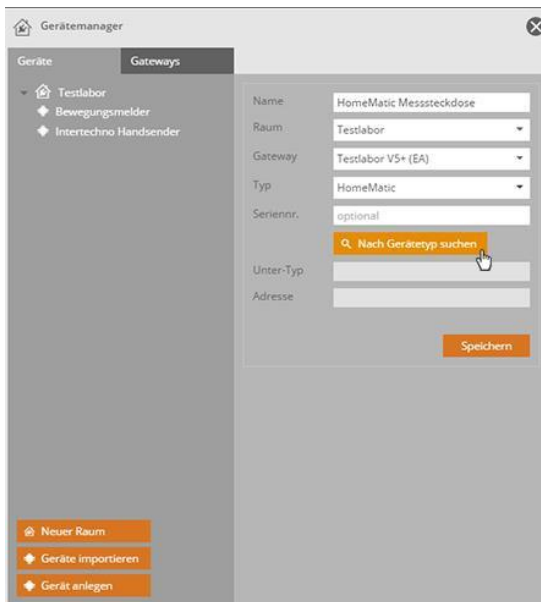 Gerätemanager
Geräte
Gateways
Testlabor
Bewegungsmelder
Intertechno Handsender
Name
HomeMatic Messsteckdose
Raum
Testlabor
Gateway
Testlabor V5+ (EA)
Typ
HomeMatic
Seriennr.
optional
Nach Gerätetyp suchen
Unter-Typ
Adresse
Speichern
Neuer Raum
Geräte importieren
Gerät anlegen